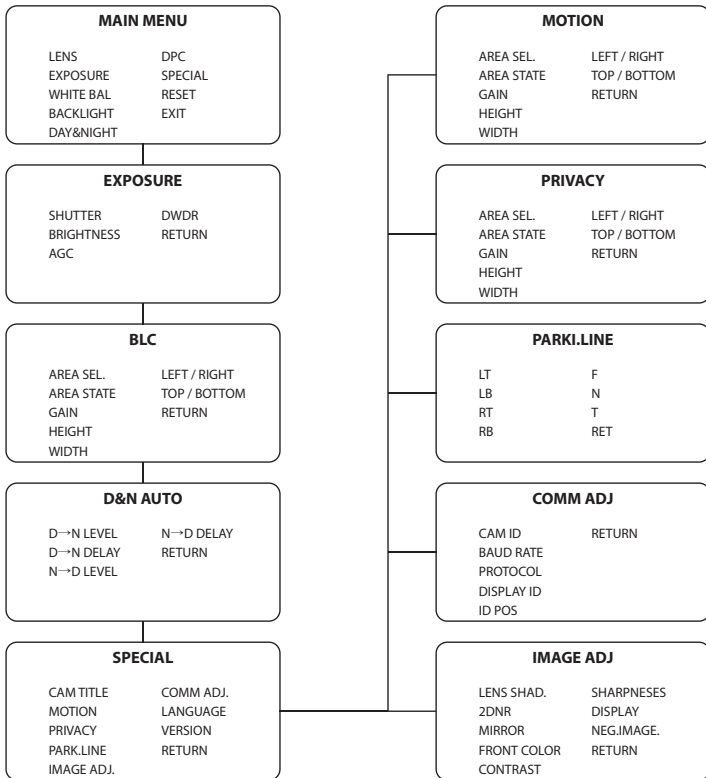 MAIN MENU
LENS DPC
EXPOSURE SPECIAL
WHITE BAL RESET
BACKLIGHT EXIT
DAY&NIGHT
EXPOSURE
SHUTTER DWDR
BRIGHTNESS RETURN
AGC
BLC
AREA SEL. LEFT / RIGHT
AREA STATE TOP / BOTTOM
GAIN RETURN
HEIGHT
WIDTH
D&N AUTO
D→N LEVEL N→D DELAY
D→N DELAY RETURN
N→D LEVEL
SPECIAL
CAM TITLE COMM ADJ.
MOTION LANGUAGE
PRIVACY VERSION
PARK.LINE RETURN
IMAGE ADJ.
MOTION
AREA SEL. LEFT / RIGHT
AREA STATE TOP / BOTTOM
GAIN RETURN
HEIGHT
WIDTH
PRIVACY
AREA SEL. LEFT / RIGHT
AREA STATE TOP / BOTTOM
GAIN RETURN
HEIGHT
WIDTH
PARKI.LINE
LT F
LB N
RT T
RB RET
COMM ADJ
CAM ID RETURN
BAUD RATE
PROTOCOL
DISPLAY ID
ID POS
IMAGE ADJ
LENS SHAD. SHARPNESES
2DNR DISPLAY
MIRROR NEG.IMAGE.
FRONT COLOR RETURN
CONTRAST